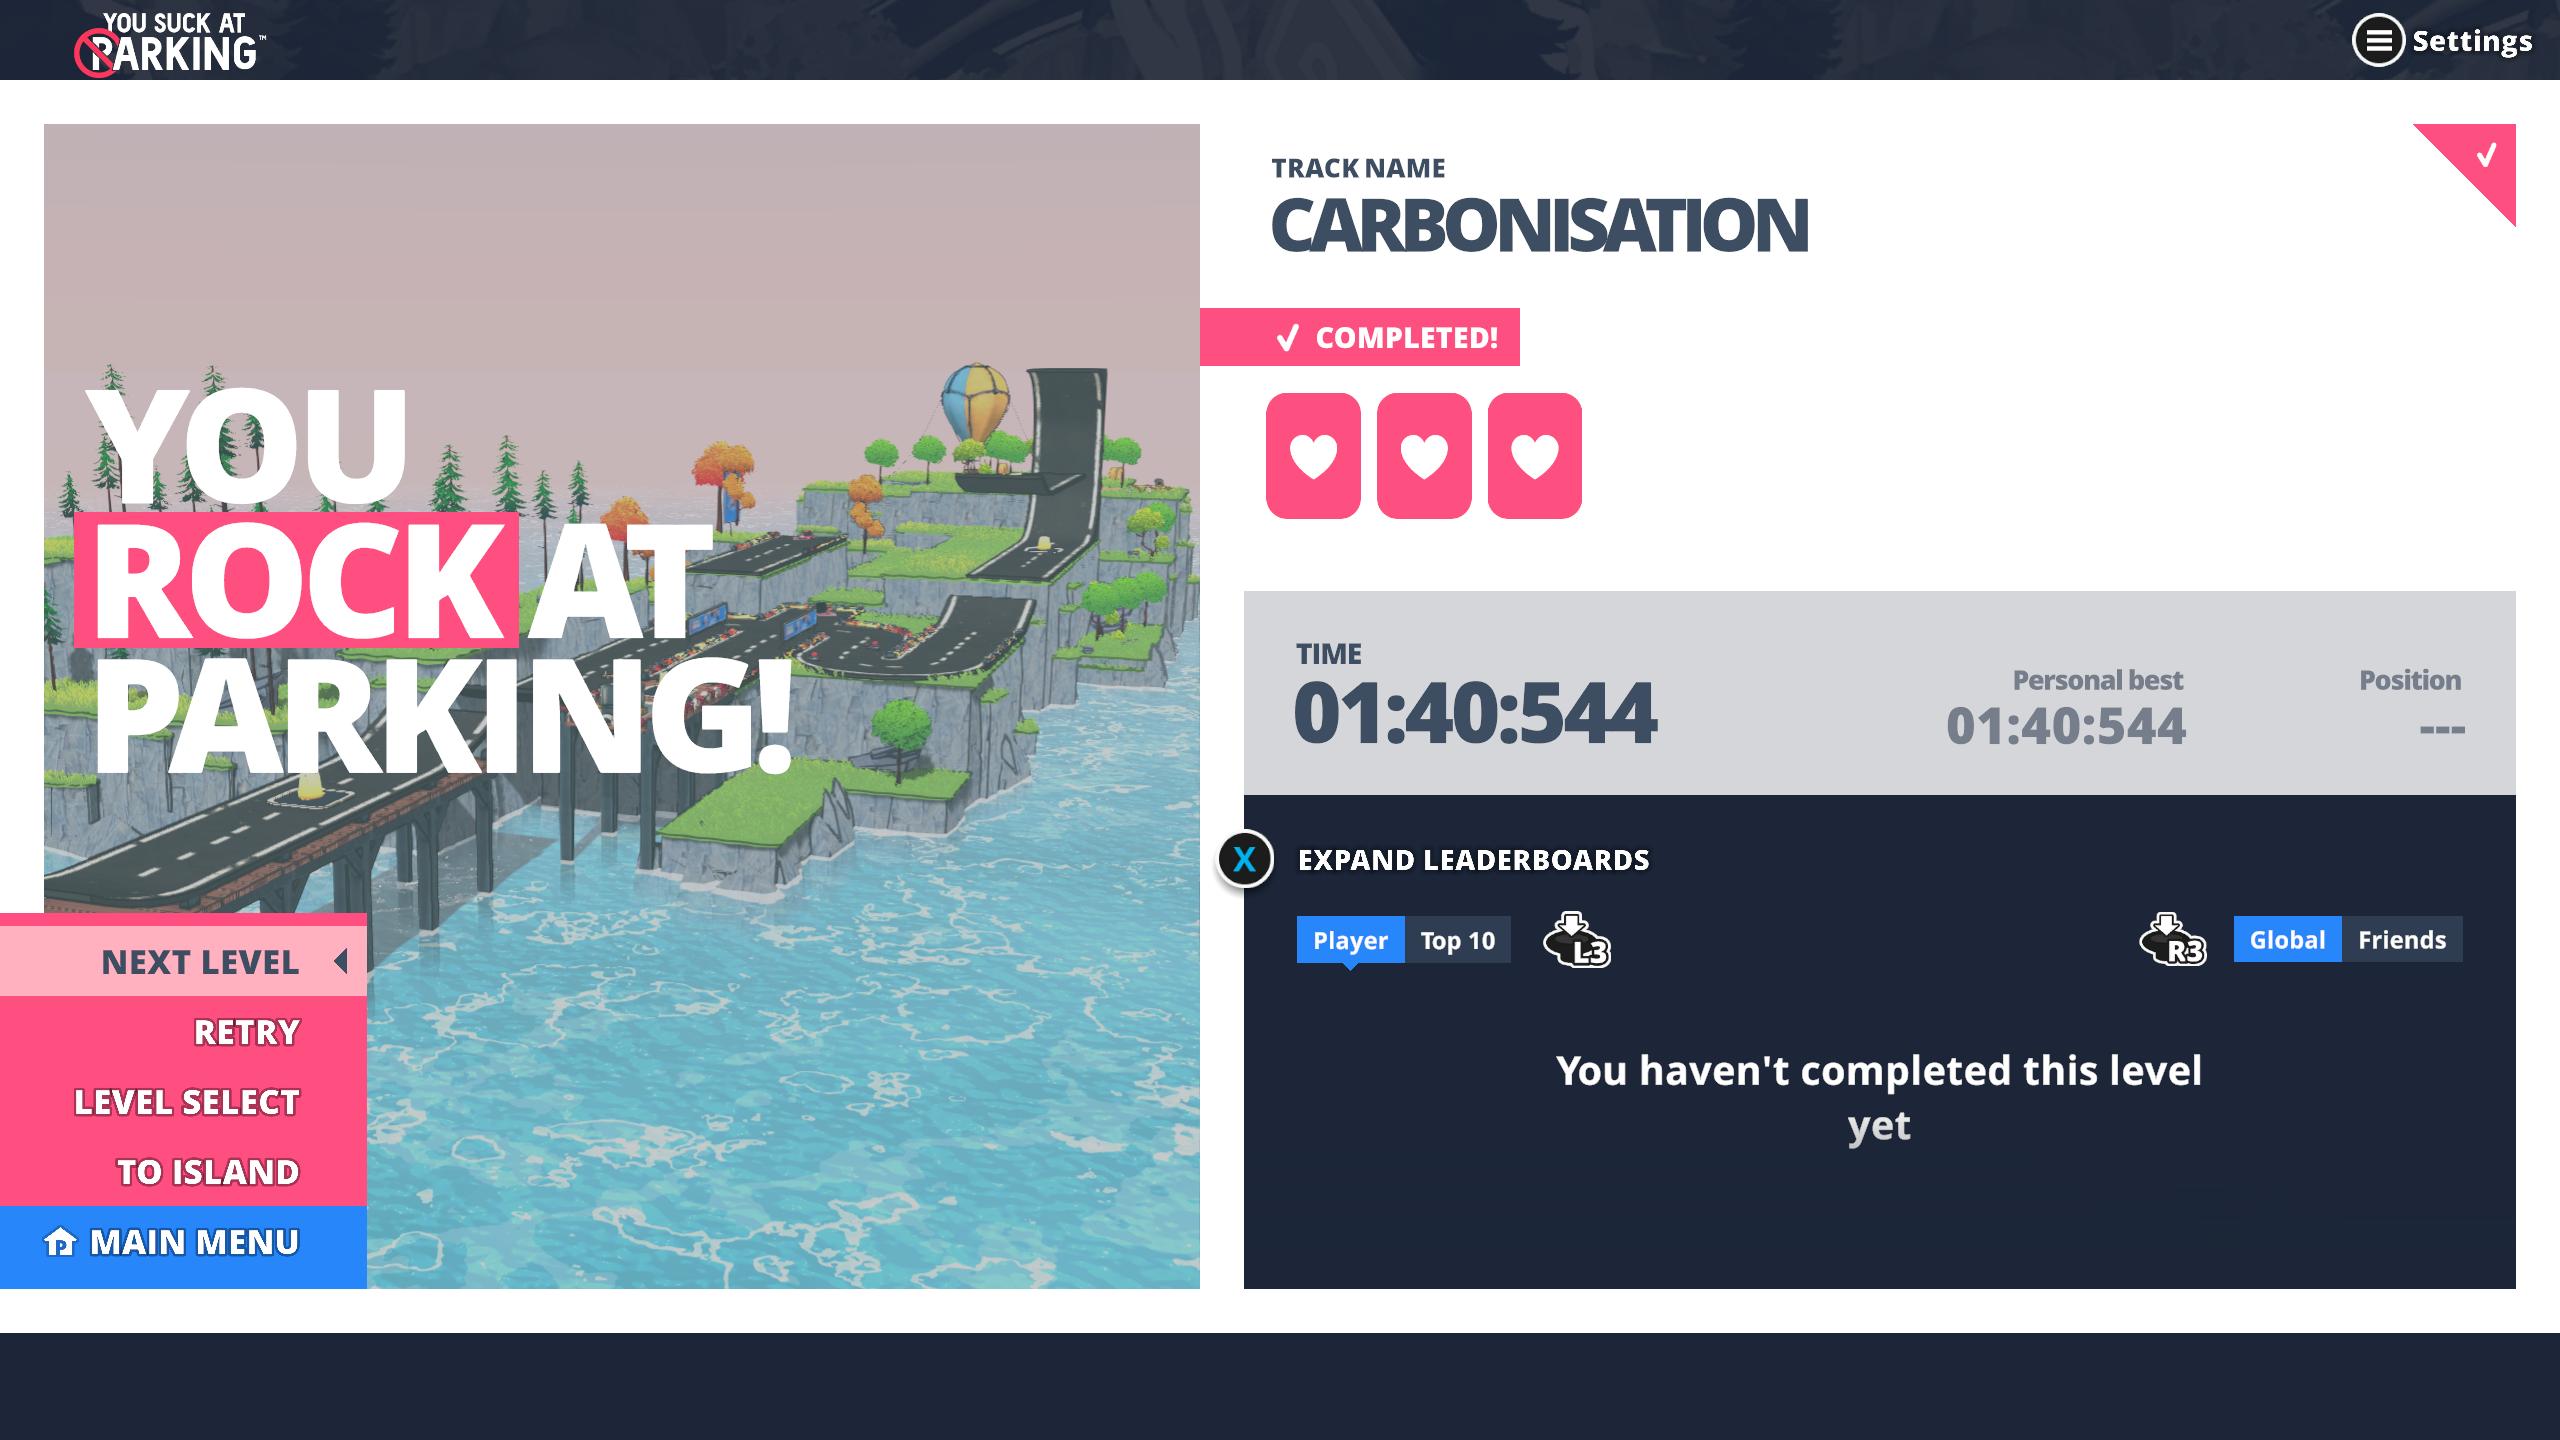 YOU SUCK AT
PARKING™
Settings
YOU
ROCK AT
PARKING!
NEXT LEVEL
RETRY
LEVEL SELECT
TO ISLAND
P MAIN MENU
TRACK NAME
CARBONISATION
COMPLETED!
TIME
01:40:544
Personal best
01:40:544
Position
---
X EXPAND LEADERBOARDS
Player Top 10 L3
R3 Global Friends
You haven't completed this level
yet